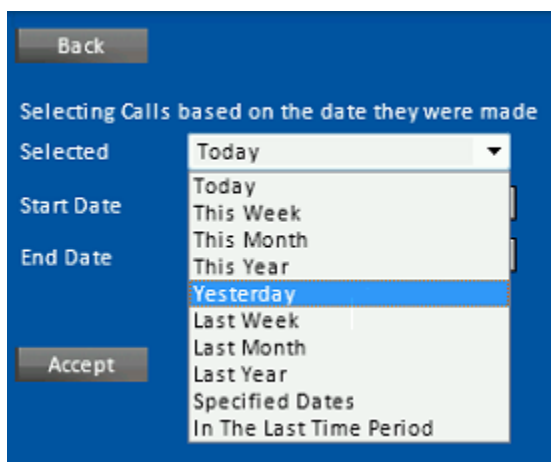 Back
Selecting Calls based on the date they were made
Selected
Today
Today
This Week
Start Date
This Month
This Year
End Date
Yesterday
Last Week
Last Month
Accept
Last Year
Specified Dates
In The Last Time Period